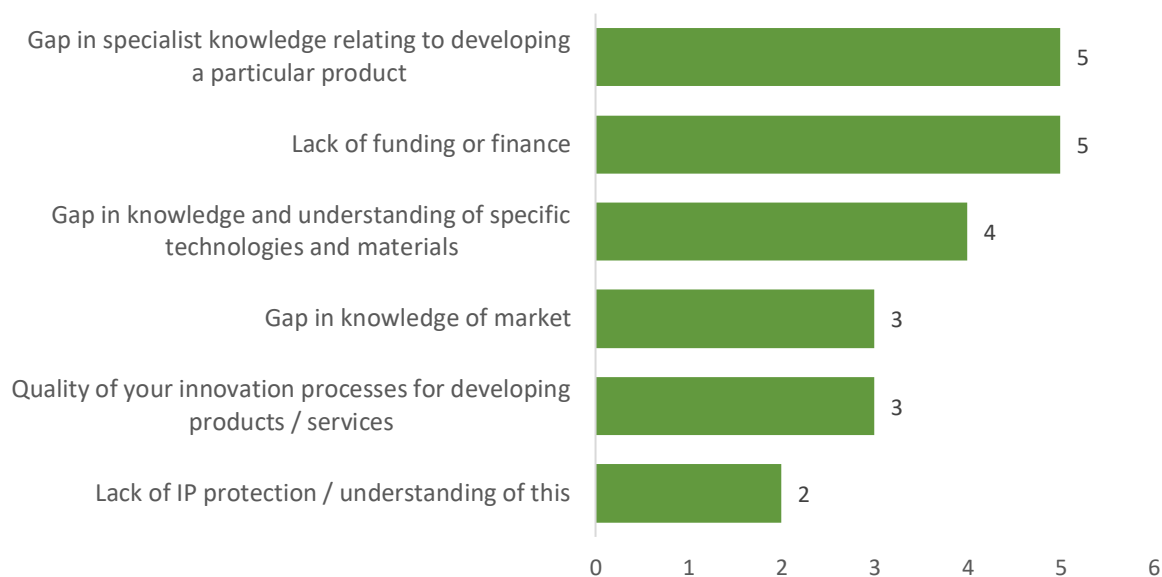 Gap in specialist knowledge relating to developing
a particular product
5
Lack of funding or finance
5
Gap in knowledge and understanding of specific
technologies and materials
4
Gap in knowledge of market
3
Quality of your innovation processes for developing
products / services
3
Lack of IP protection / understanding of this
2
0 1 2 3 4 5 6